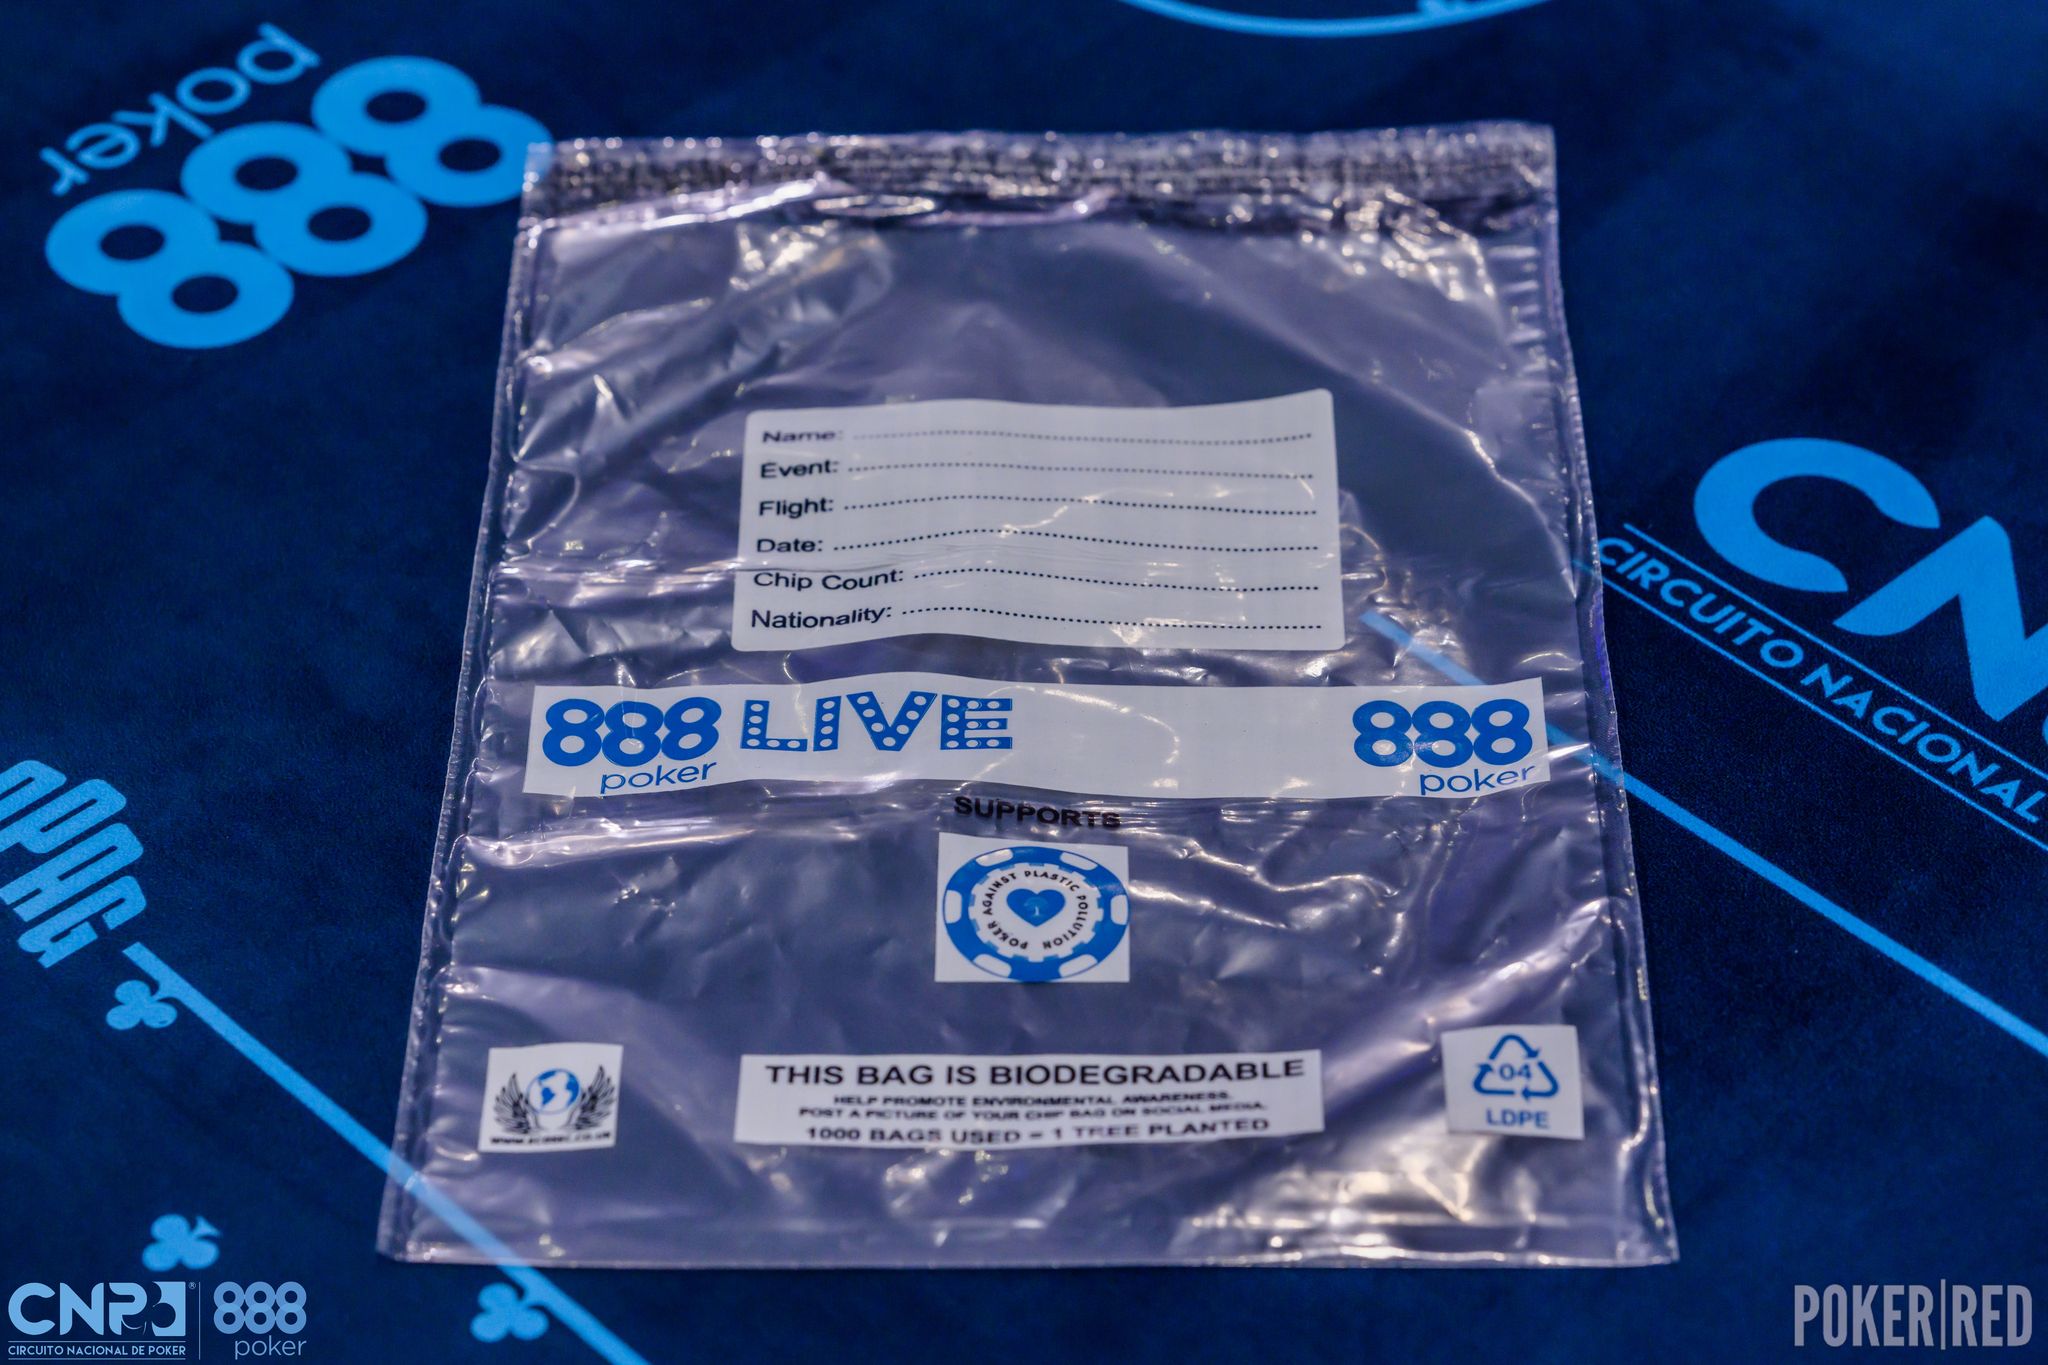 888
poker
Name:
Event:
Flight:
Date:
Chip Count:
Nationality:
CIRCUITO NACIONAL
888 LIVE
poker
888
poker
SUPPORTS
POKER AGAINST PLASTIC POLLUTION
THIS BAG IS BIODEGRADABLE
HELP PROMOTE ENVIRONMENTAL AWARENESS.
POST A PICTURE OF YOUR CHIP BAG ON SOCIAL MEDIA.
1000 BAGS USED = 1 TREE PLANTED
04
LDPE
CNP
CIRCUITO NACIONAL DE POKER
888
poker
POKER|RED